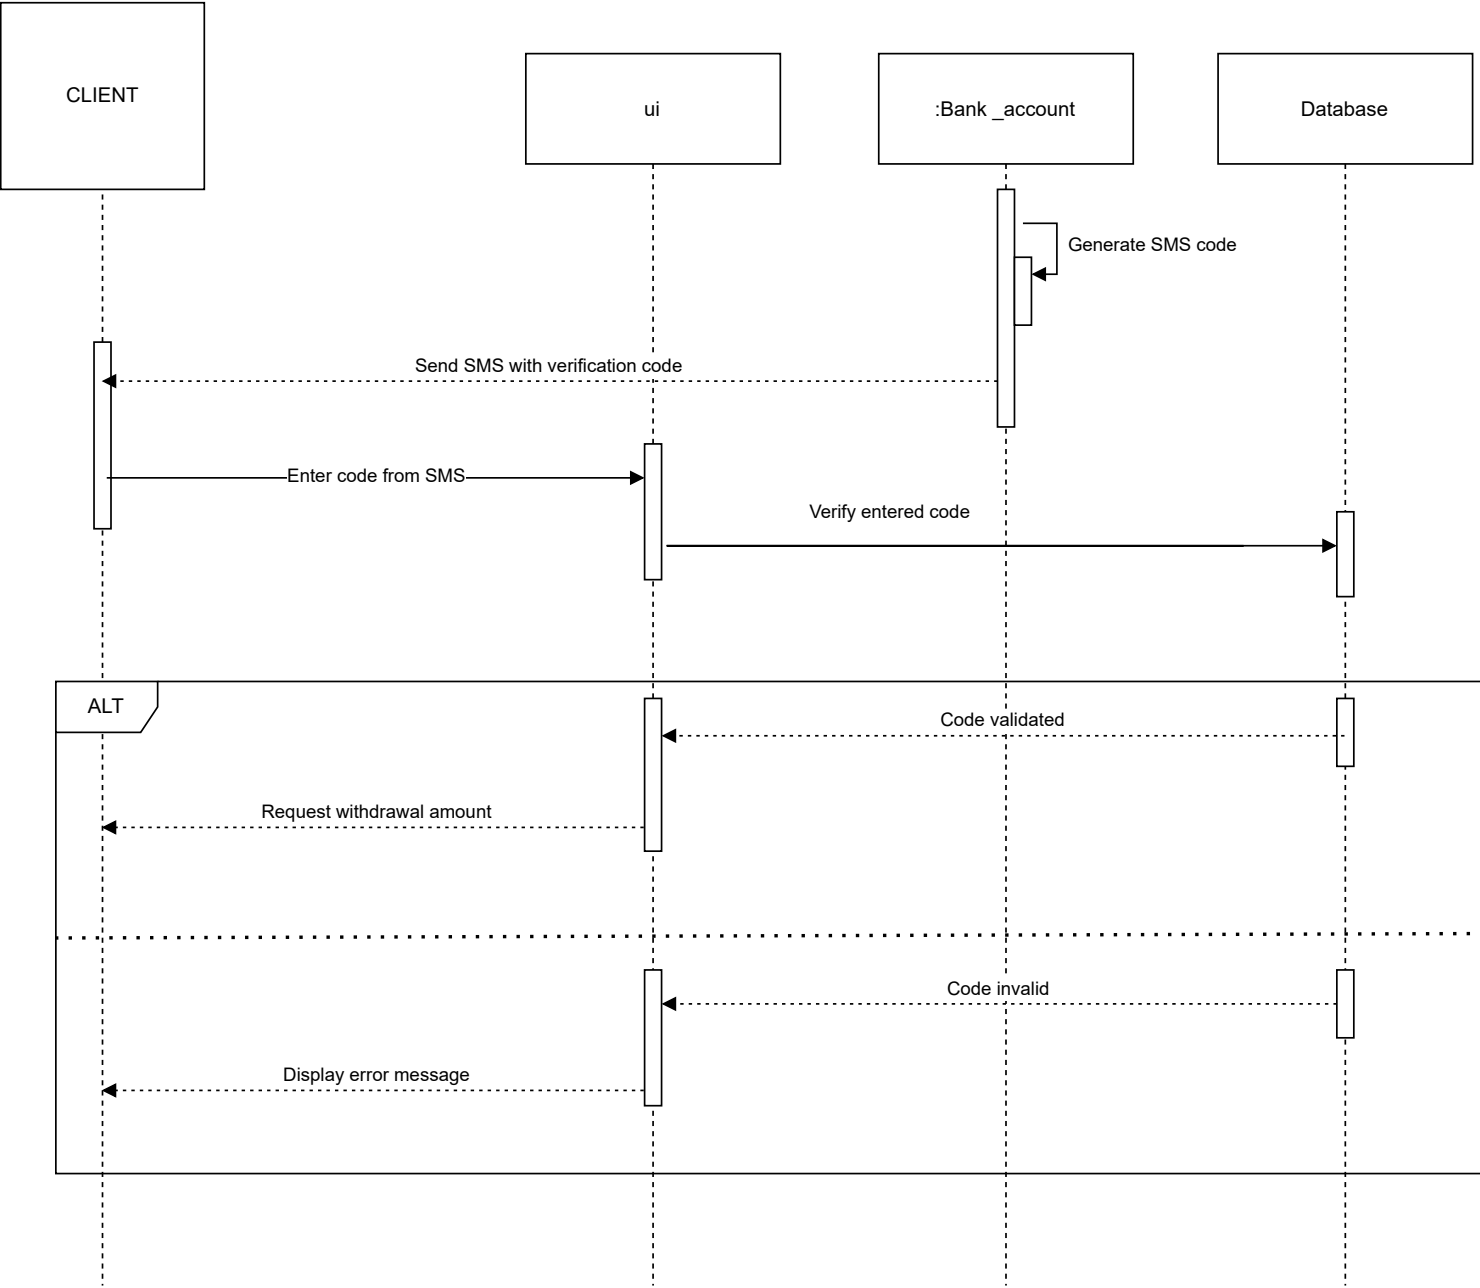 CLIENT
ui
:Bank _account
Database
Generate SMS code
Send SMS with verification code
Enter code from SMS
Verify entered code
ALT
Code validated
Request withdrawal amount
Code invalid
Display error message